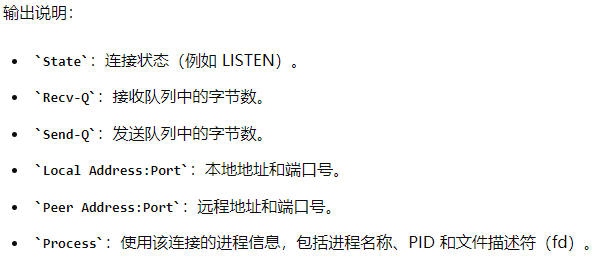 输出说明：
• `State`：连接状态（例如 LISTEN）。
• `Recv-Q`：接收队列中的字节数。
• `Send-Q`：发送队列中的字节数。
• `Local Address:Port`：本地地址和端口号。
• `Peer Address:Port`：远程地址和端口号。
• `Process`：使用该连接的进程信息，包括进程名称、PID 和文件描述符（fd）。